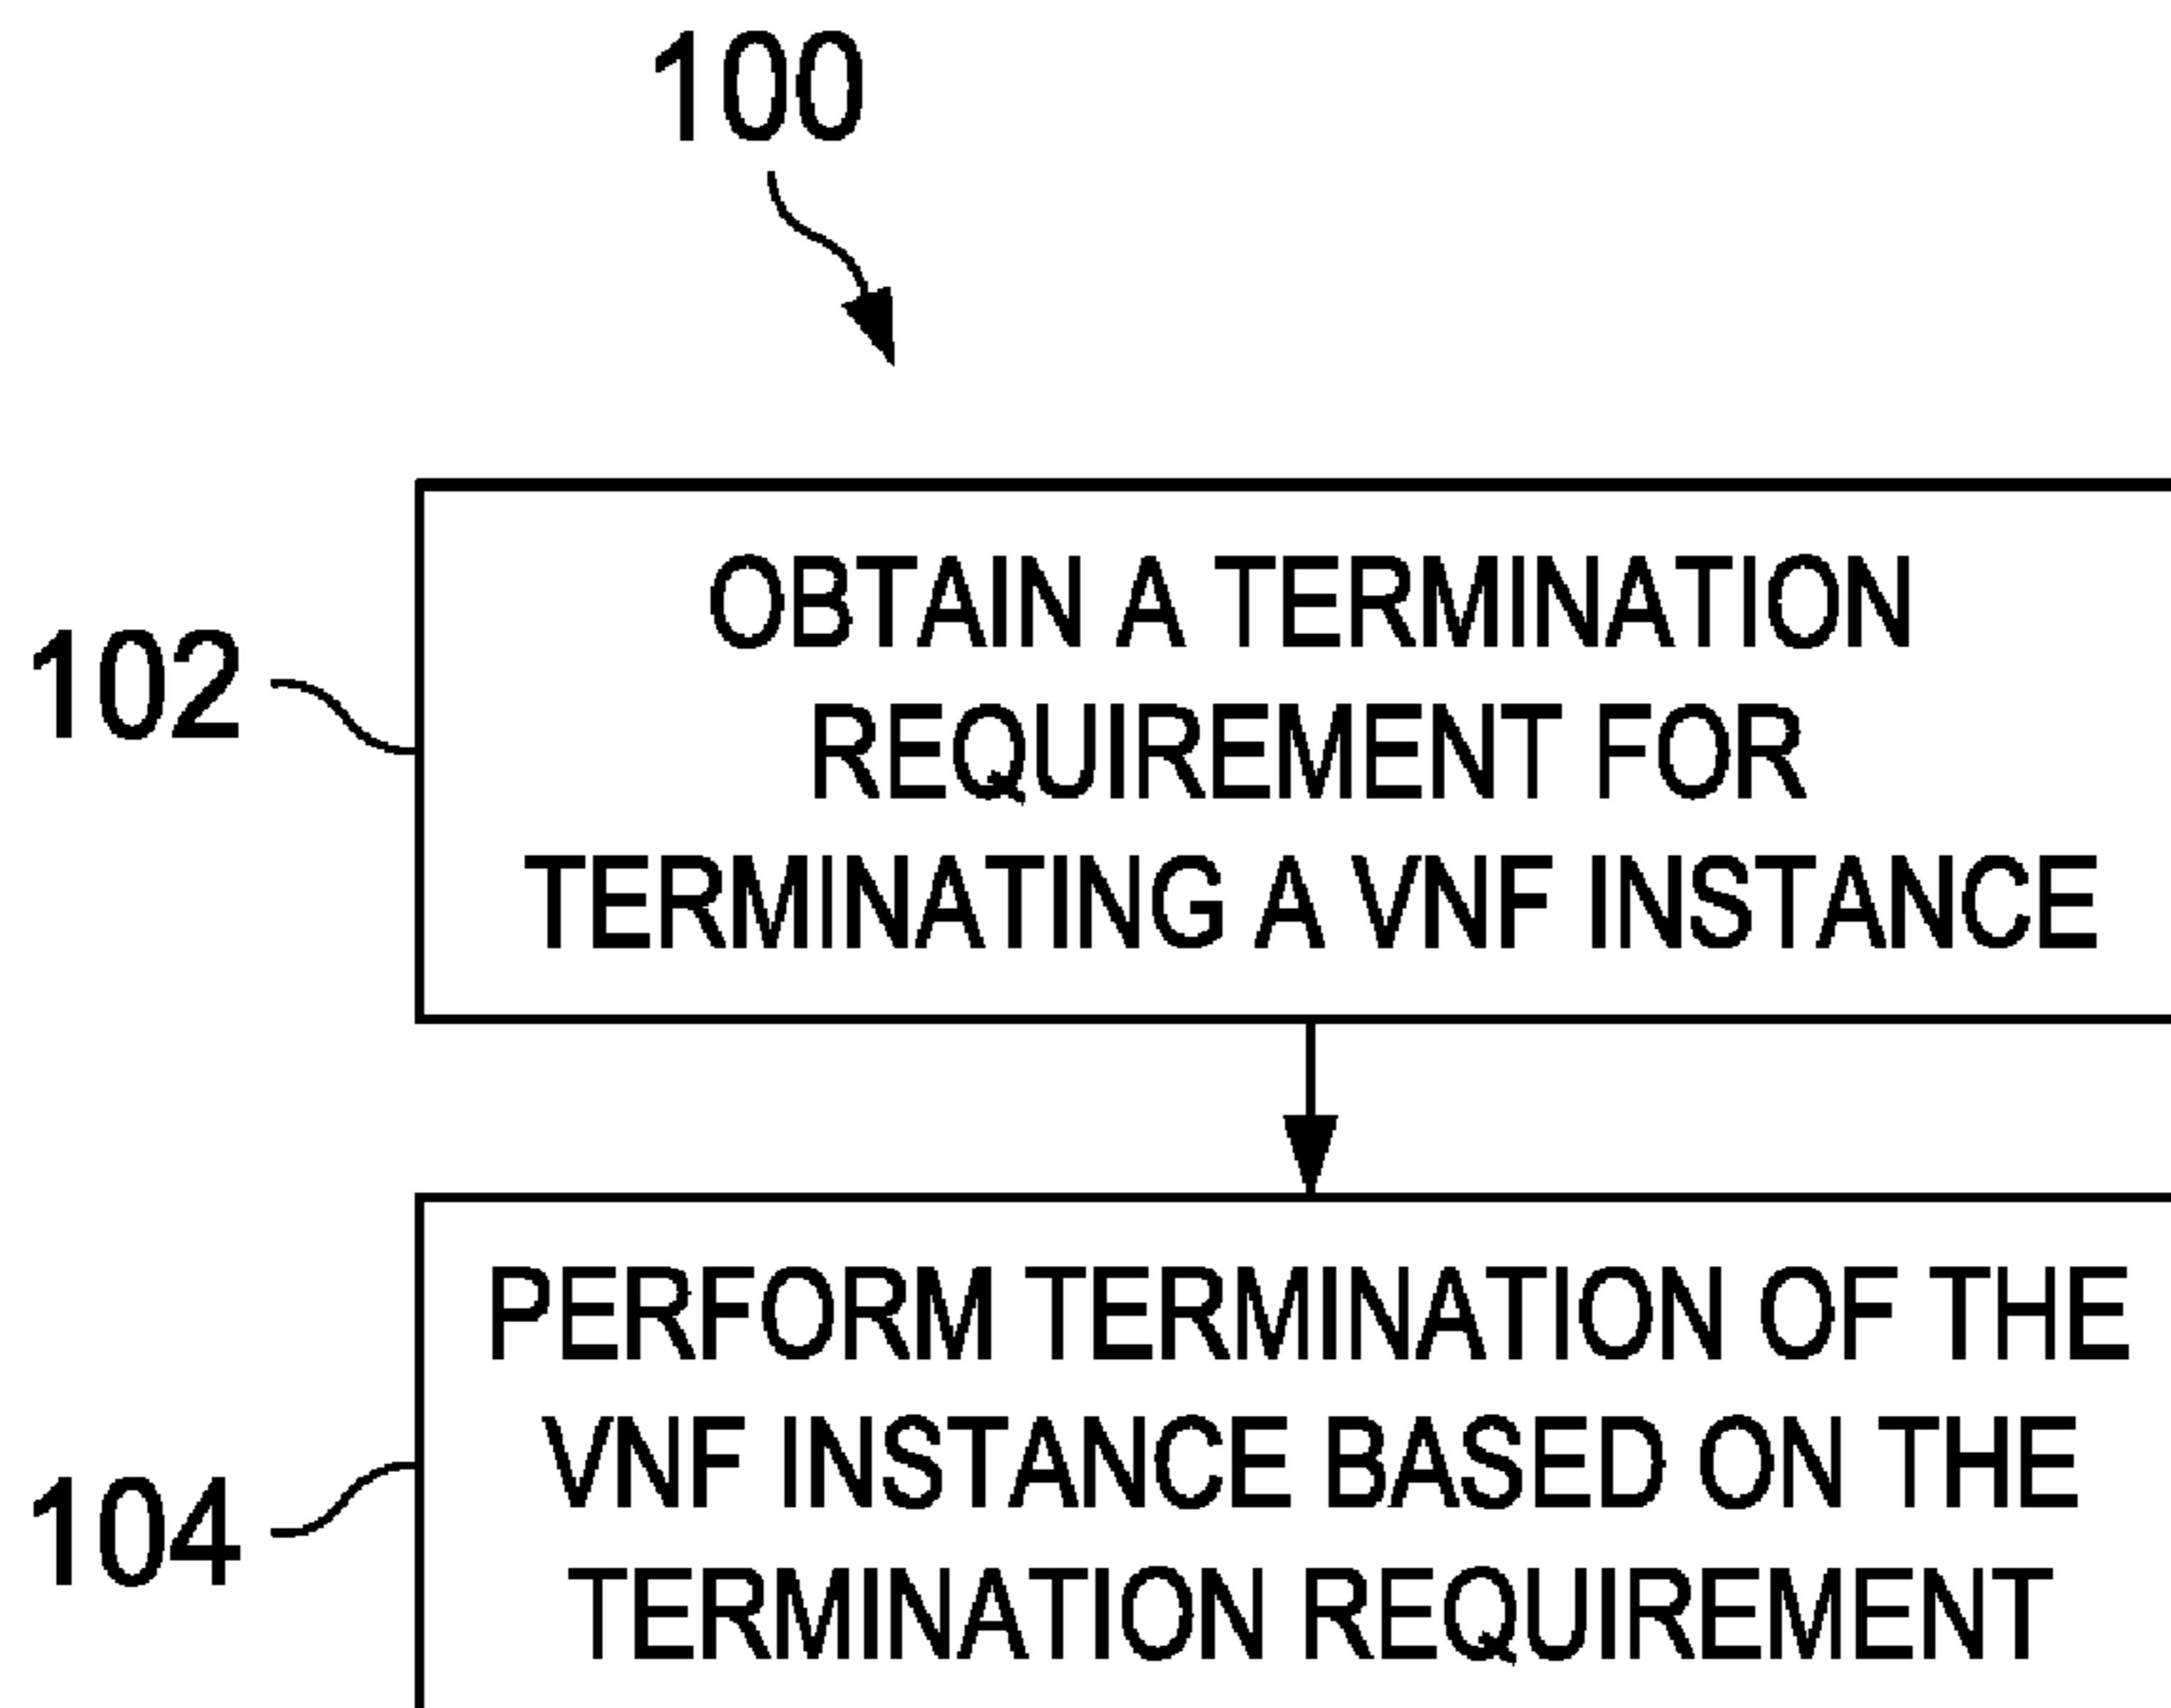 100
102
OBTAIN A TERMINATION
REQUIREMENT FOR
TERMINATING A VNF INSTANCE
104
PERFORM TERMINATION OF THE
VNF INSTANCE BASED ON THE
TERMINATION REQUIREMENT